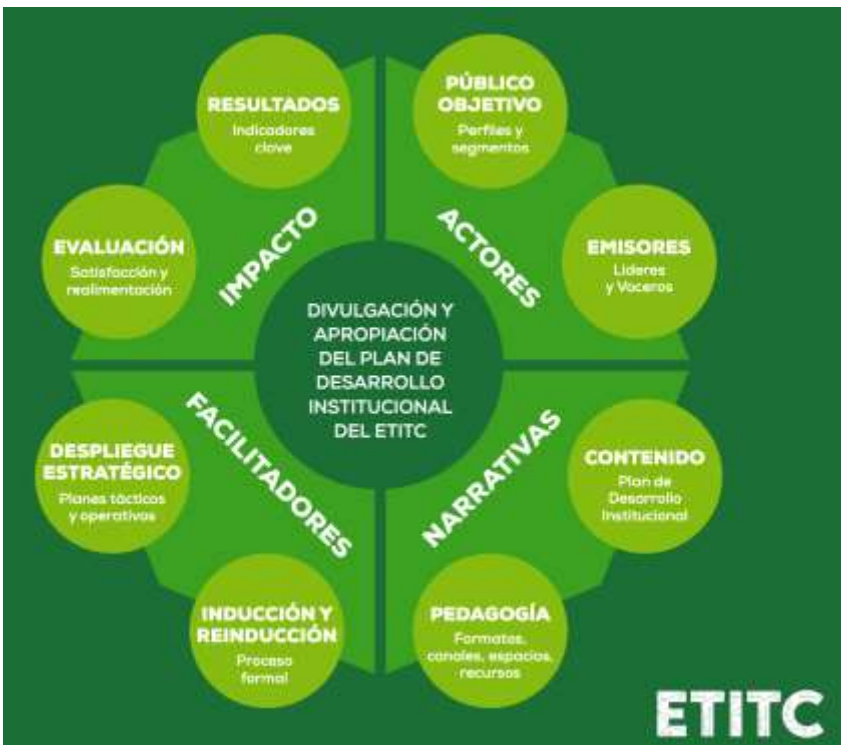 RESULTADOS
Indicadores
clave
PÚBLICO
OBJETIVO
Perfiles y
segmentos
EVALUACIÓN
Satisfacción y
realimentación
IMPACTO
ACTORES
EMISORES
Líderes
y Voceros
DIVULGACIÓN Y
APROPIACIÓN
DEL PLAN DE
DESARROLLO
INSTITUCIONAL
DEL ETITC
DESPLIEGUE
ESTRATÉGICO
Planes tácticos
y operativos
FACILITADORES
NARRATIVAS
CONTENIDO
Plan de
Desarrollo
Institucional
INDUCCIÓN Y
REINDUCCIÓN
Proceso
formal
PEDAGOGÍA
Formatos,
canales, espacios,
recursos
ETITC